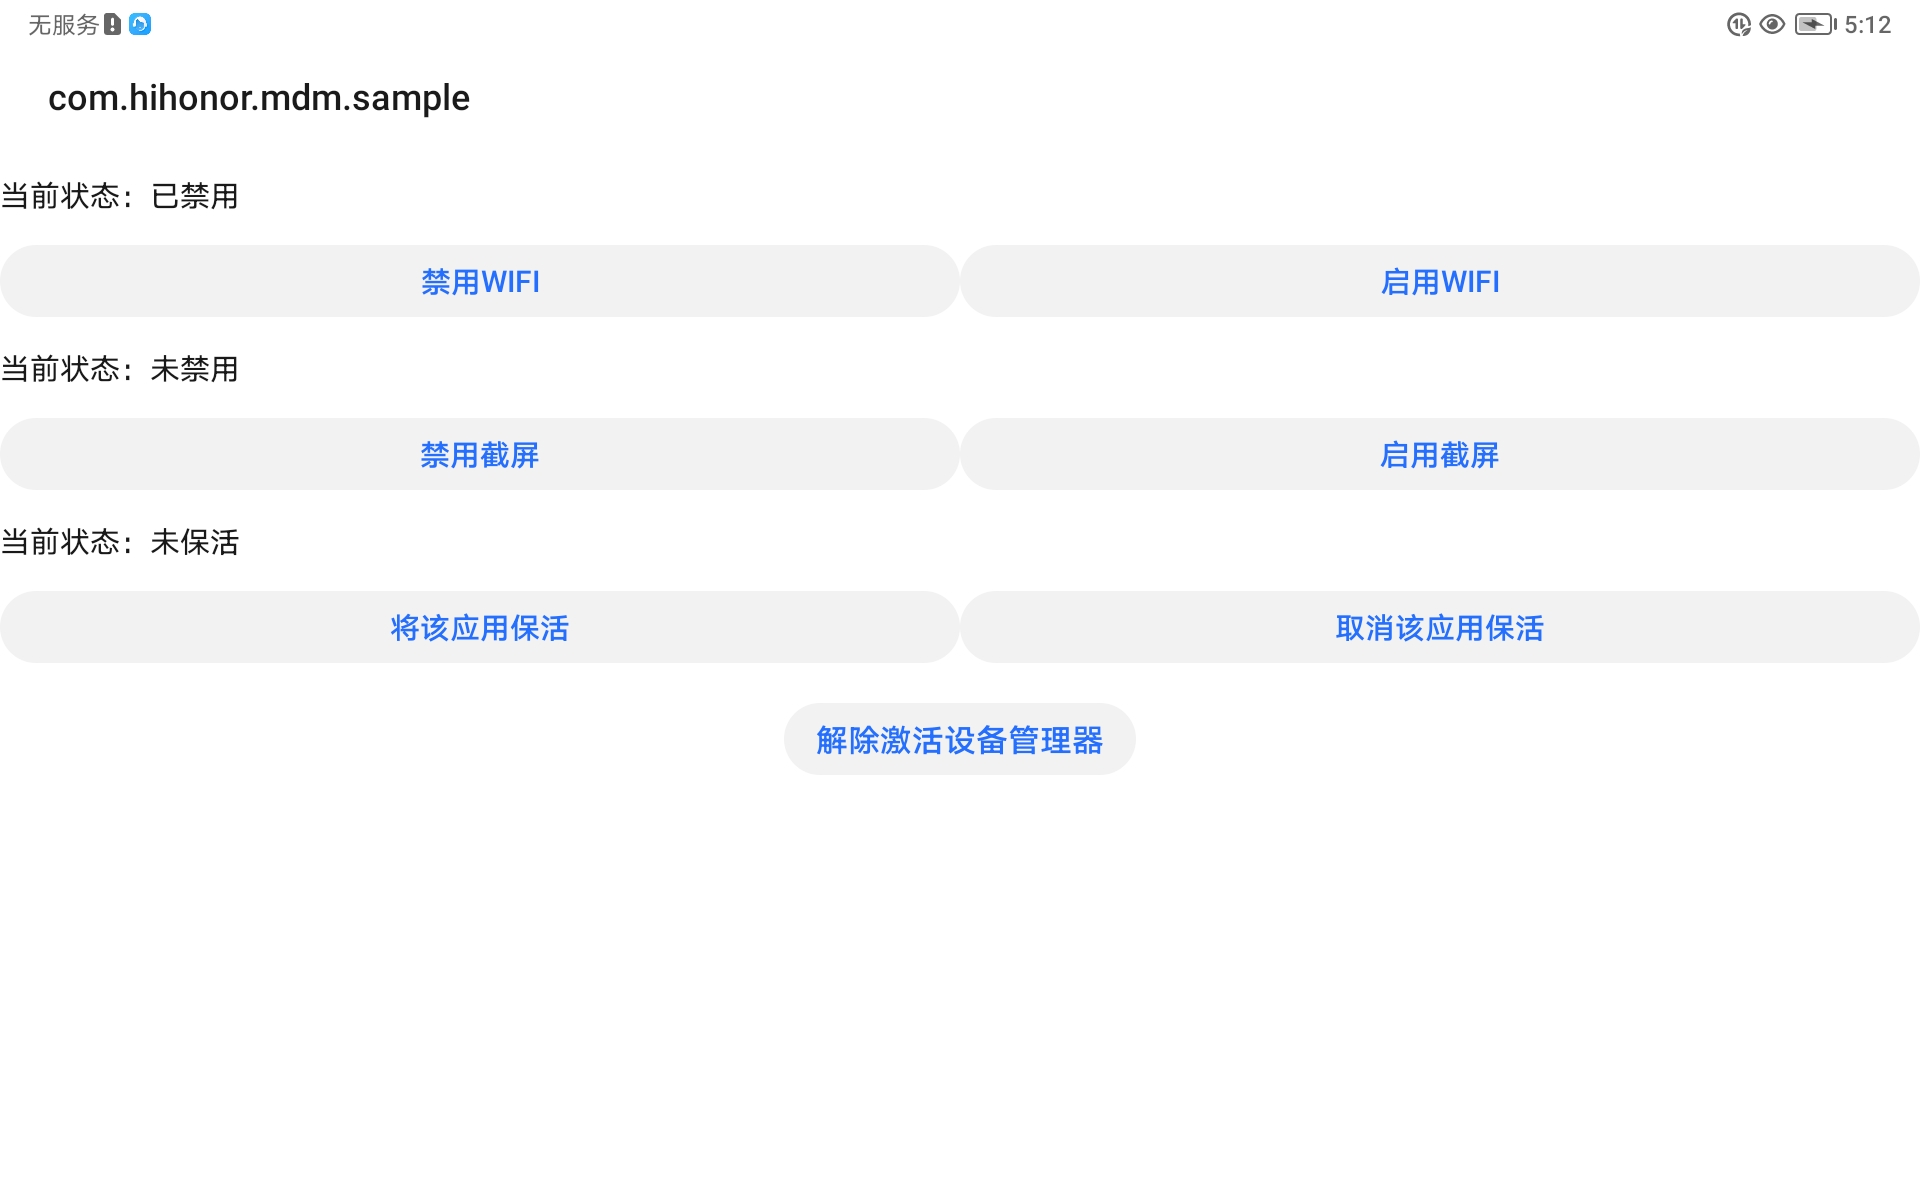 无服务 5:12
com.hihonor.mdm.sample
当前状态：已禁用
禁用WIFI 启用WIFI
当前状态：未禁用
禁用截屏 启用截屏
当前状态：未保活
将该应用保活 取消该应用保活
解除激活设备管理器